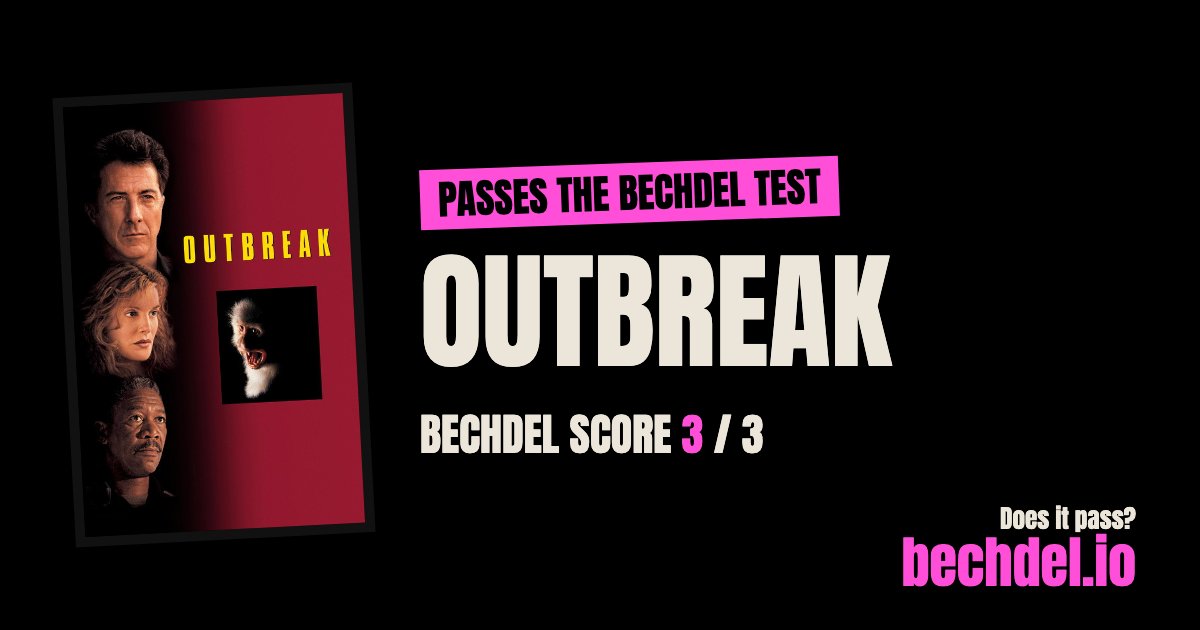 OUTBREAK
PASSES THE BECHDEL TEST
OUTBREAK
BECHDEL SCORE 3 / 3
Does it pass?
bechdel.io